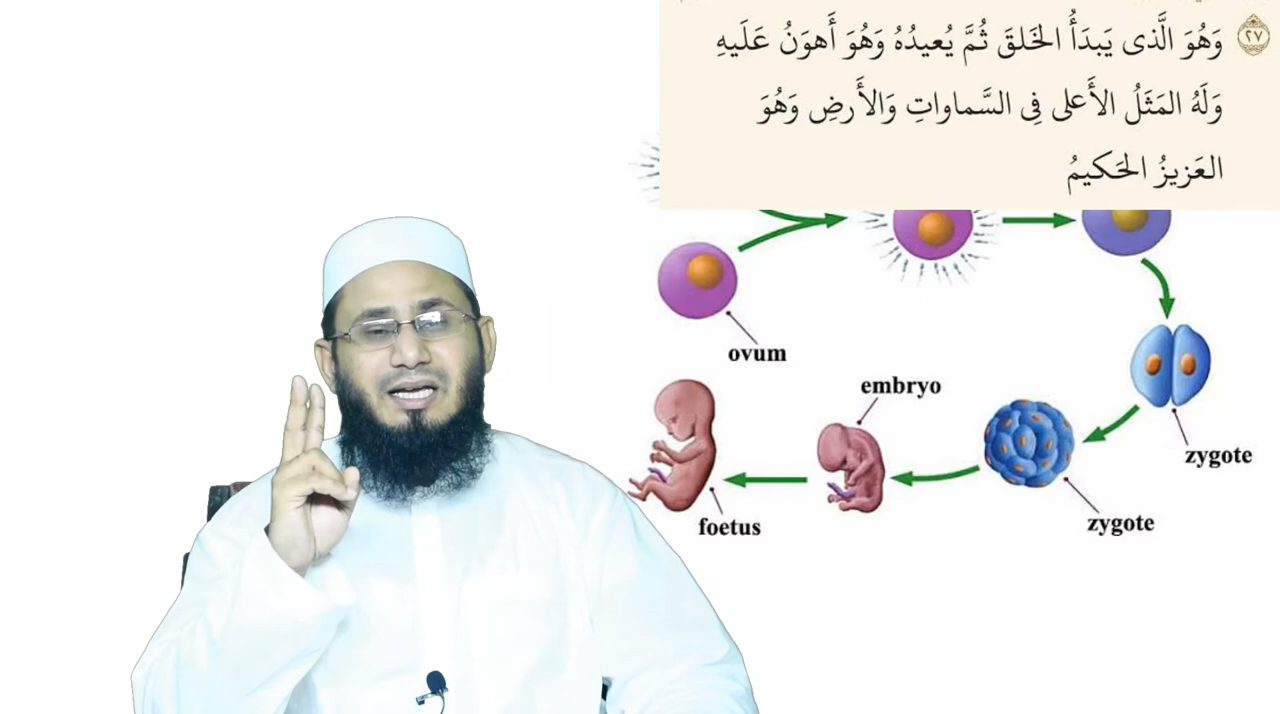 ٢٧ وَهُوَ الَّذى يَبدَأُ الخَلقَ ثُمَّ يُعيدُهُ وَهُوَ أَهوَنُ عَلَيهِ
وَلَهُ المَثَلُ الأَعلى فِى السَّماواتِ وَالأَرضِ وَهُوَ
العَزيزُ الحَكيمُ
ovum
embryo
zygote
foetus
zygote